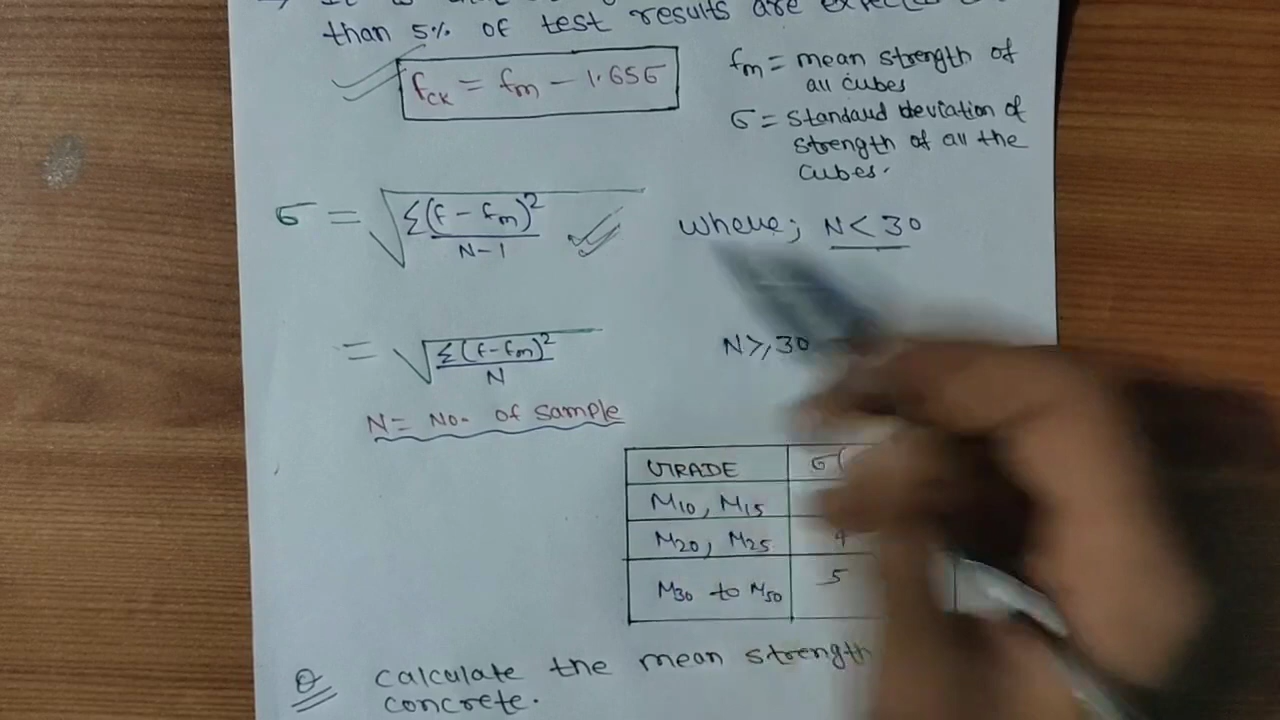 than 5% of test results are
fck = fm - 1.65σ
fm = mean strength of
all cubes
σ = standard deviation of
strength of all the
cubes.
σ = √(Σ(f - fm)²/N-1)
where; N < 30
= √(Σ(f-fm)²/N)
N ≥ 30
N = No. of sample
GRADE σ(
M10, M15
M20, M25 4
M30 to M50 5
Q calculate the mean strength
concrete.